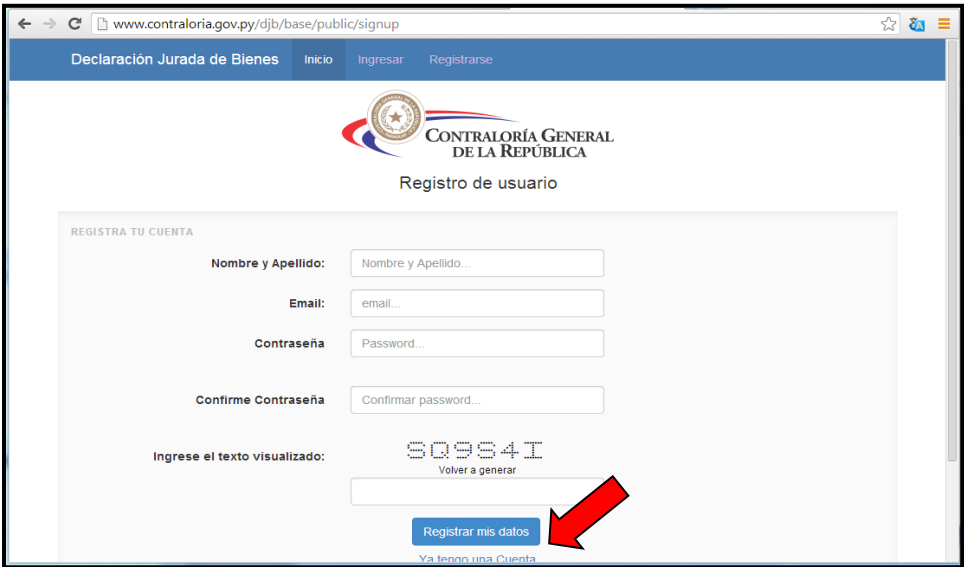 www.contraloria.gov.py/djb/base/public/signup
Declaración Jurada de Bienes Inicio Ingresar Registrarse
CONTRALORÍA GENERAL
DE LA REPÚBLICA
Registro de usuario
REGISTRA TU CUENTA
Nombre y Apellido: Nombre y Apellido...
Email: email...
Contraseña Password...
Confirme Contraseña Confirmar password...
Ingrese el texto visualizado: SQ9S4I
Volver a generar
Registrar mis datos
Ya tengo una Cuenta